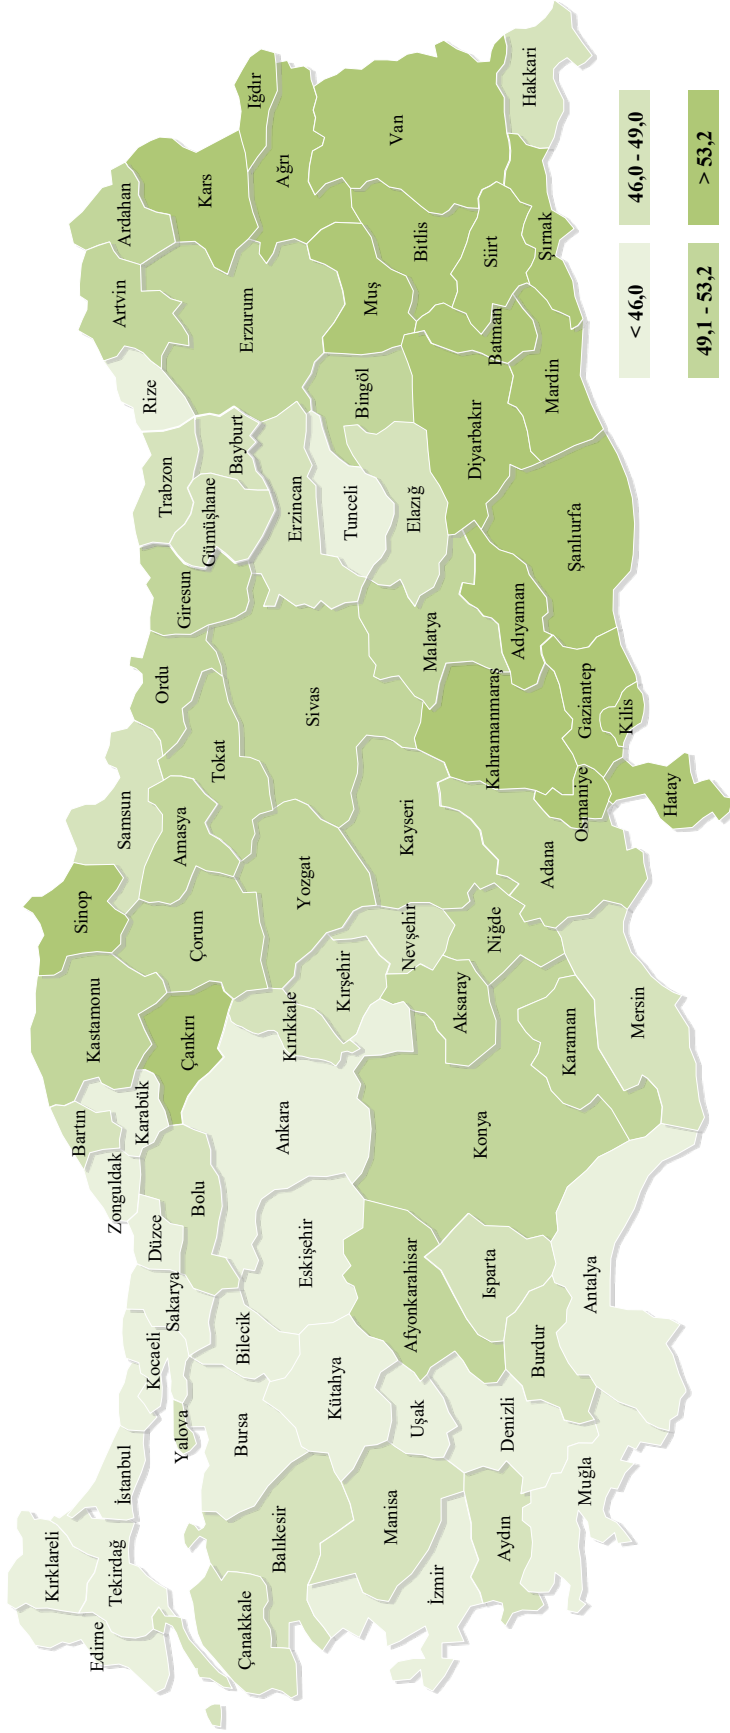 Kırklareli
Edirne
Tekirdağ
İstanbul
Kocaeli
Yalova
Sakarya
Düzce
Zonguldak
Bartın
Karabük
Kastamonu
Sinop
Samsun
Ordu
Giresun
Trabzon
Rize
Artvin
Ardahan
Çanakkale
Balıkesir
Bursa
Bilecik
Bolu
Çankırı
Çorum
Amasya
Tokat
Gümüşhane
Bayburt
Erzurum
Kars
Iğdır
Ağrı
Kütahya
Eskişehir
Ankara
Kırıkkale
Kırşehir
Yozgat
Sivas
Erzincan
Tunceli
Bingöl
Muş
Bitlis
Van
İzmir
Manisa
Uşak
Afyonkarahisar
Konya
Aksaray
Nevşehir
Niğde
Kayseri
Malatya
Elazığ
Diyarbakır
Batman
Siirt
Şırnak
Hakkari
Aydın
Denizli
Isparta
Burdur
Muğla
Antalya
Karaman
Mersin
Adana
Osmaniye
Kahramanmaraş
Gaziantep
Kilis
Hatay
Adıyaman
Şanlıurfa
Mardin
< 46,0
46,0 - 49,0
49,1 - 53,2
> 53,2